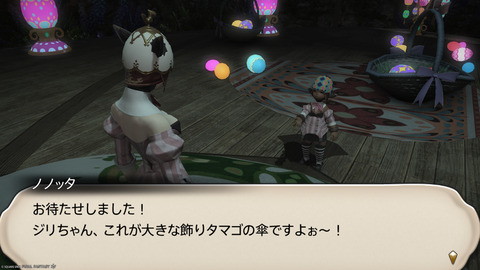 ノノッタ
お待たせしました！
ジリちゃん、これが大きな飾りタマゴの傘ですよぉ～！